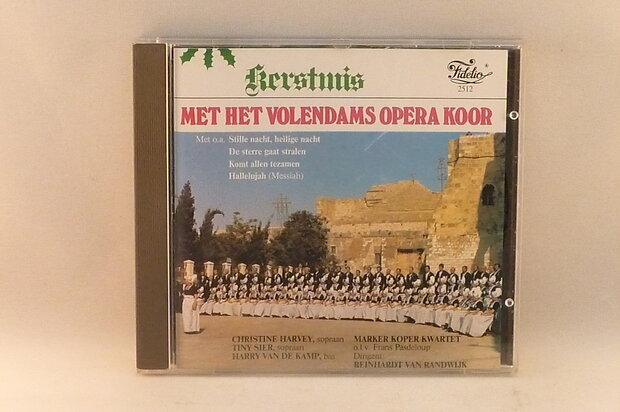 Kerstmis
Fidelio
2512
MET HET VOLENDAMS OPERA KOOR
Met o.a. Stille nacht, heilige nacht
De sterre gaat stralen
Komt allen tezamen
Hallelujah (Messiah)
CHRISTINE HARVEY, sopraan
TINY SIER, sopraan
HARRY VAN DE KAMP, bas
MARKER KOPER KWARTET
o.l.v. Frans Pasdeloup
Dirigent:
REINHARDT VAN RANDWIJK